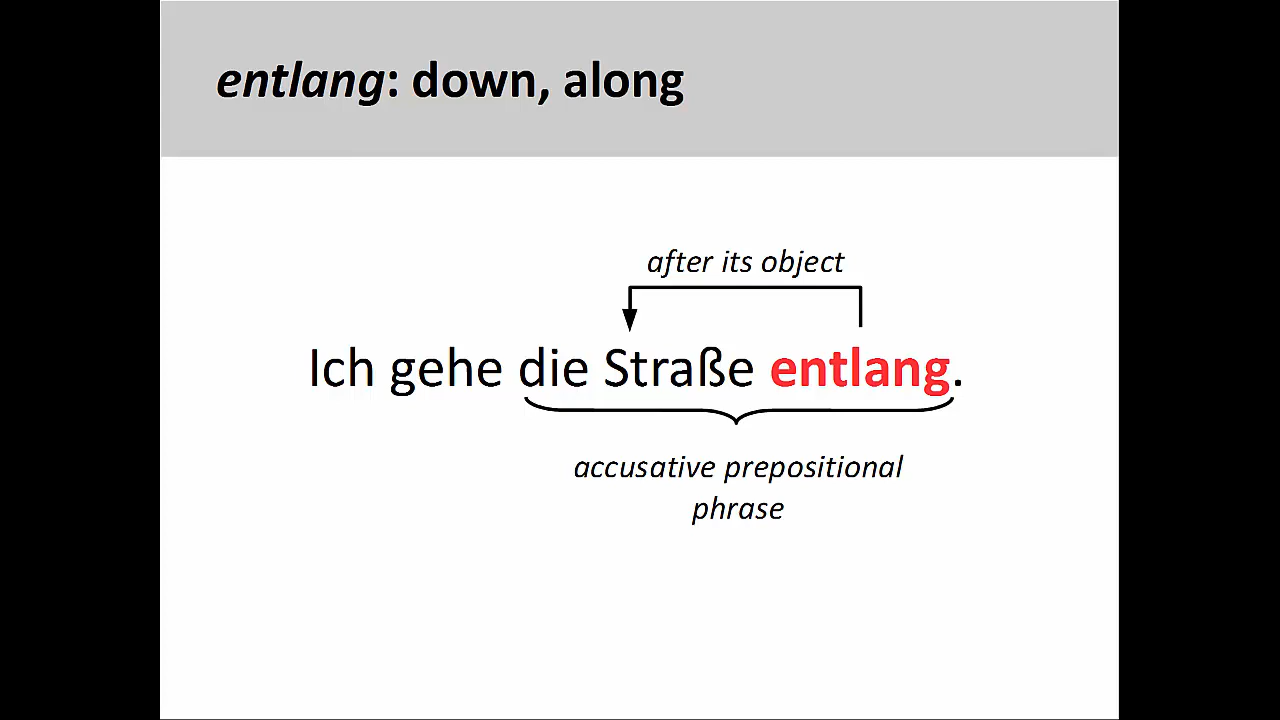 entlang: down, along
after its object
Ich gehe die Straße entlang.
accusative prepositional
phrase